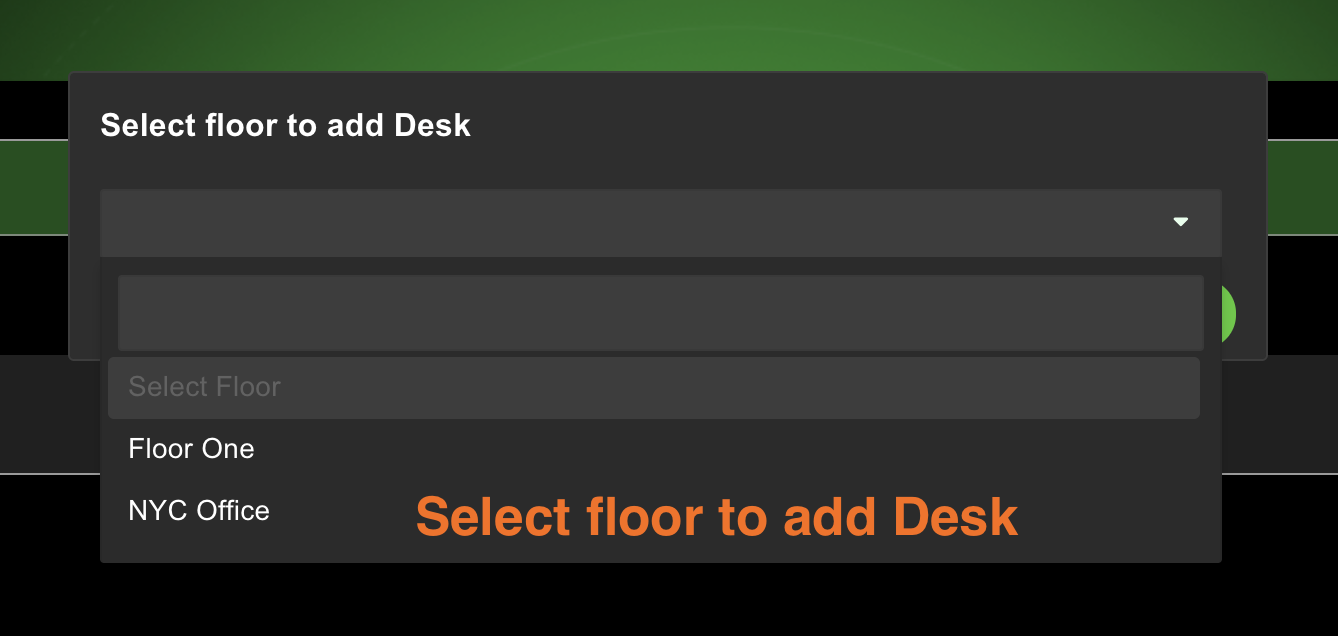 Select floor to add Desk
Select Floor
Floor One
NYC Office
Select floor to add Desk